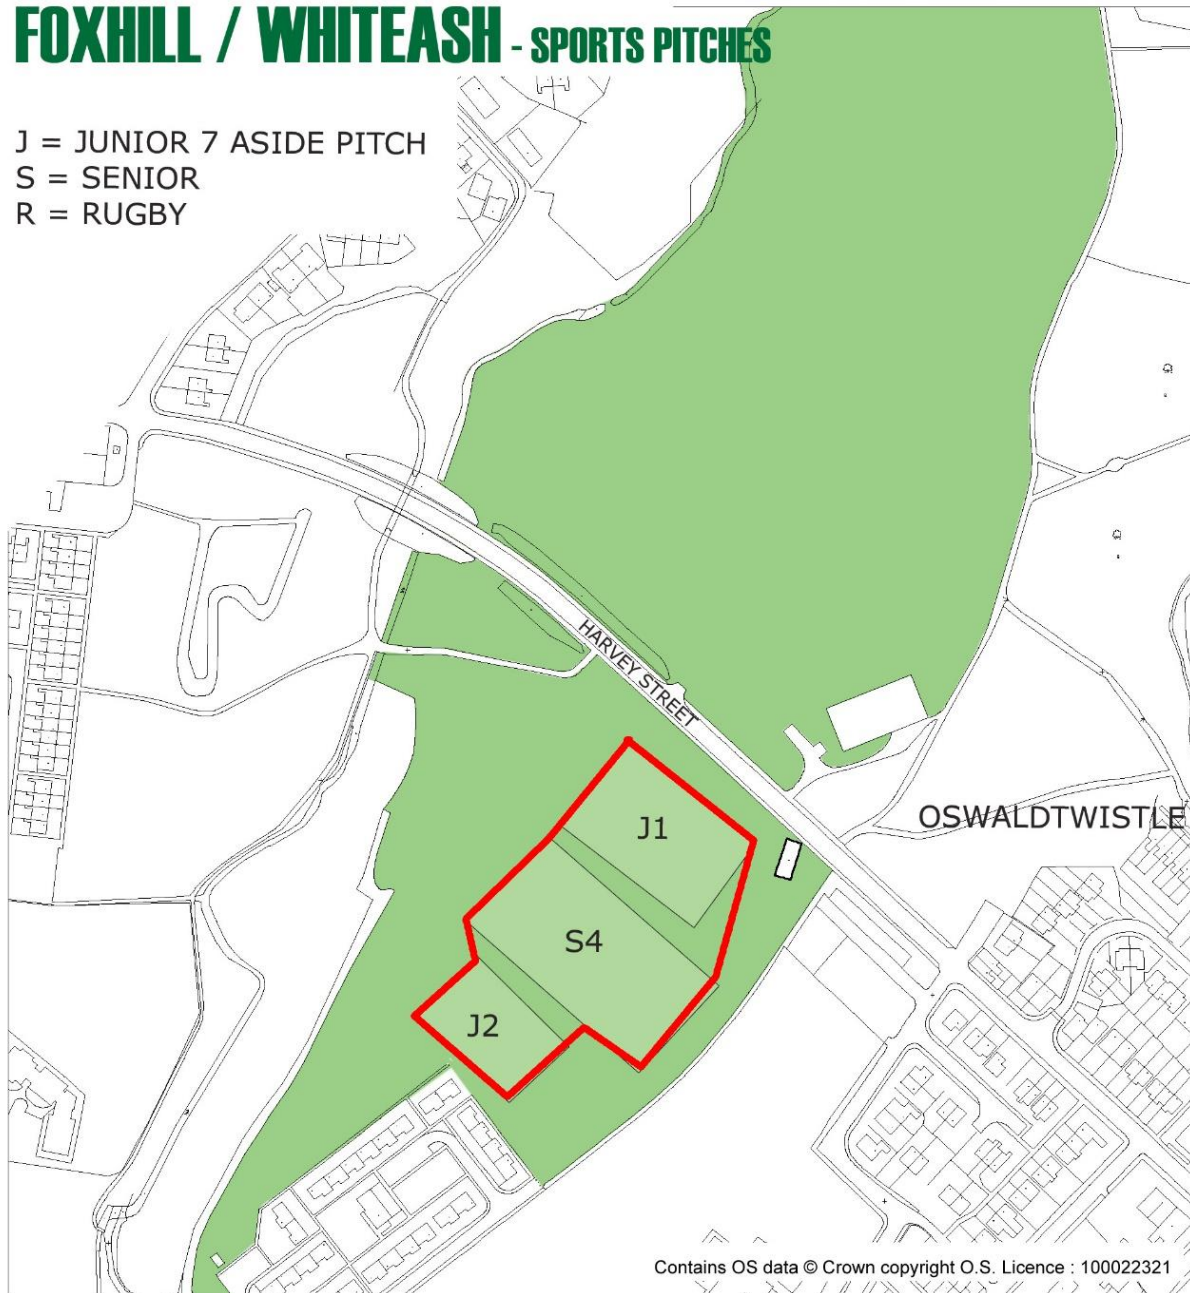 FOXHILL / WHITEASH - SPORTS PITCHES
J = JUNIOR 7 ASIDE PITCH
S = SENIOR
R = RUGBY
HARVEY STREET
J1
OSWALDTWISTLE
S4
J2
Contains OS data © Crown copyright O.S. Licence : 100022321